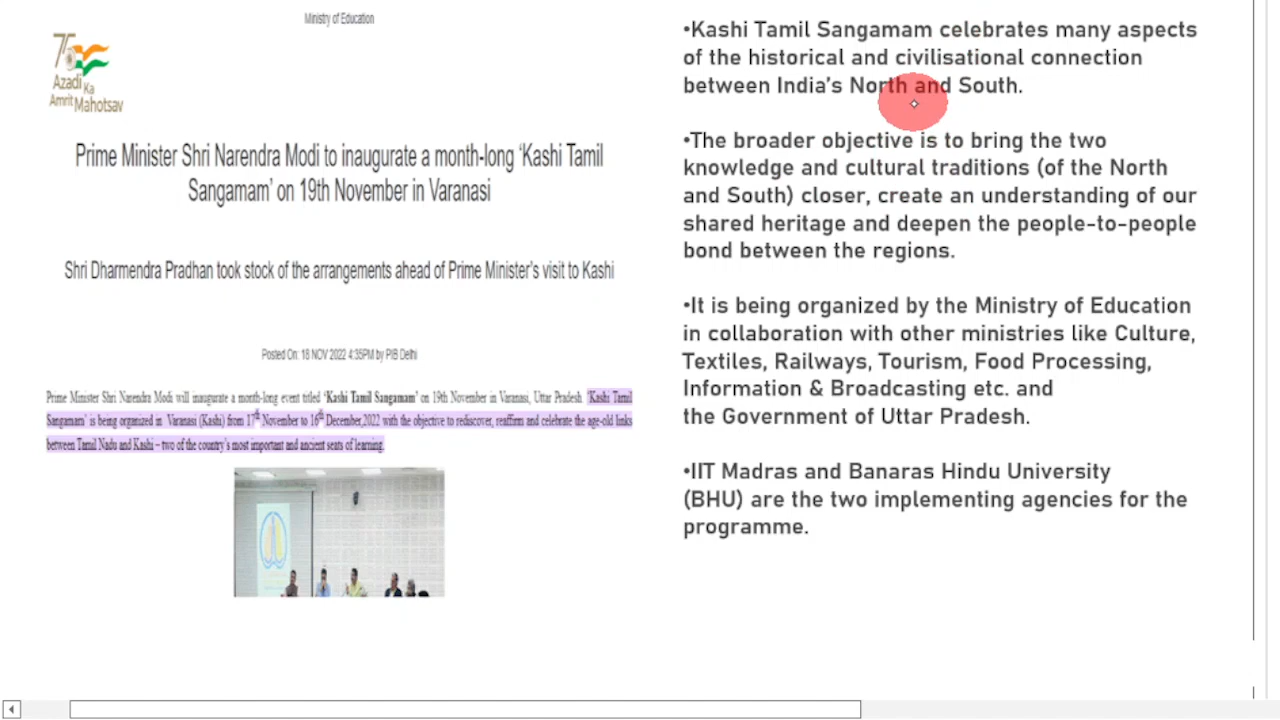 Ministry of Education
75
Azadi
Ka
Amrit
Mahotsav
Prime Minister Shri Narendra Modi to inaugurate a month-long ‘Kashi Tamil
Sangamam’ on 19th November in Varanasi
Shri Dharmendra Pradhan took stock of the arrangements ahead of Prime Minister’s visit to Kashi
Posted On: 18 NOV 2022 4:35PM by PIB Delhi
Prime Minister Shri Narendra Modi will inaugurate a month-long event titled ‘Kashi Tamil Sangamam’ on 19th November in Varanasi, Uttar Pradesh. ‘Kashi Tamil
Sangamam’ is being organized in Varanasi (Kashi) from 17th November to 16th December,2022 with the objective to rediscover, reaffirm and celebrate the age-old links
between Tamil Nadu and Kashi – two of the country’s most important and ancient seats of learning.
•Kashi Tamil Sangamam celebrates many aspects
of the historical and civilisational connection
between India’s North and South.
•The broader objective is to bring the two
knowledge and cultural traditions (of the North
and South) closer, create an understanding of our
shared heritage and deepen the people-to-people
bond between the regions.
•It is being organized by the Ministry of Education
in collaboration with other ministries like Culture,
Textiles, Railways, Tourism, Food Processing,
Information & Broadcasting etc. and
the Government of Uttar Pradesh.
•IIT Madras and Banaras Hindu University
(BHU) are the two implementing agencies for the
programme.